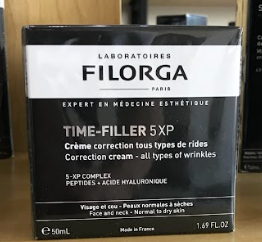 LABORATOIRES
FILORGA
PARIS
EXPERT EN MÉDECINE ESTHÉTIQUE
TIME-FILLER 5XP
Crème correction tous types de rides
Correction cream - all types of wrinkles
5-XP COMPLEX
PEPTIDES + ACIDE HYALURONIQUE
Visage et cou - Peaux normales à sèches
Face and neck - Normal to dry skin
℮ 50mL
Made in France
1.69 FL.OZ